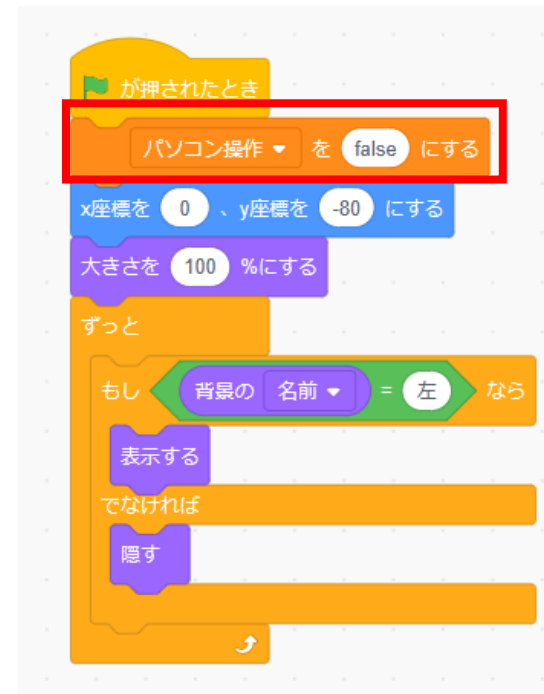 が押されたとき
パソコン操作 を false にする
x座標を 0 、y座標を -80 にする
大きさを 100 %にする
ずっと
もし 背景の 名前 = 左 なら
表示する
でなければ
隠す